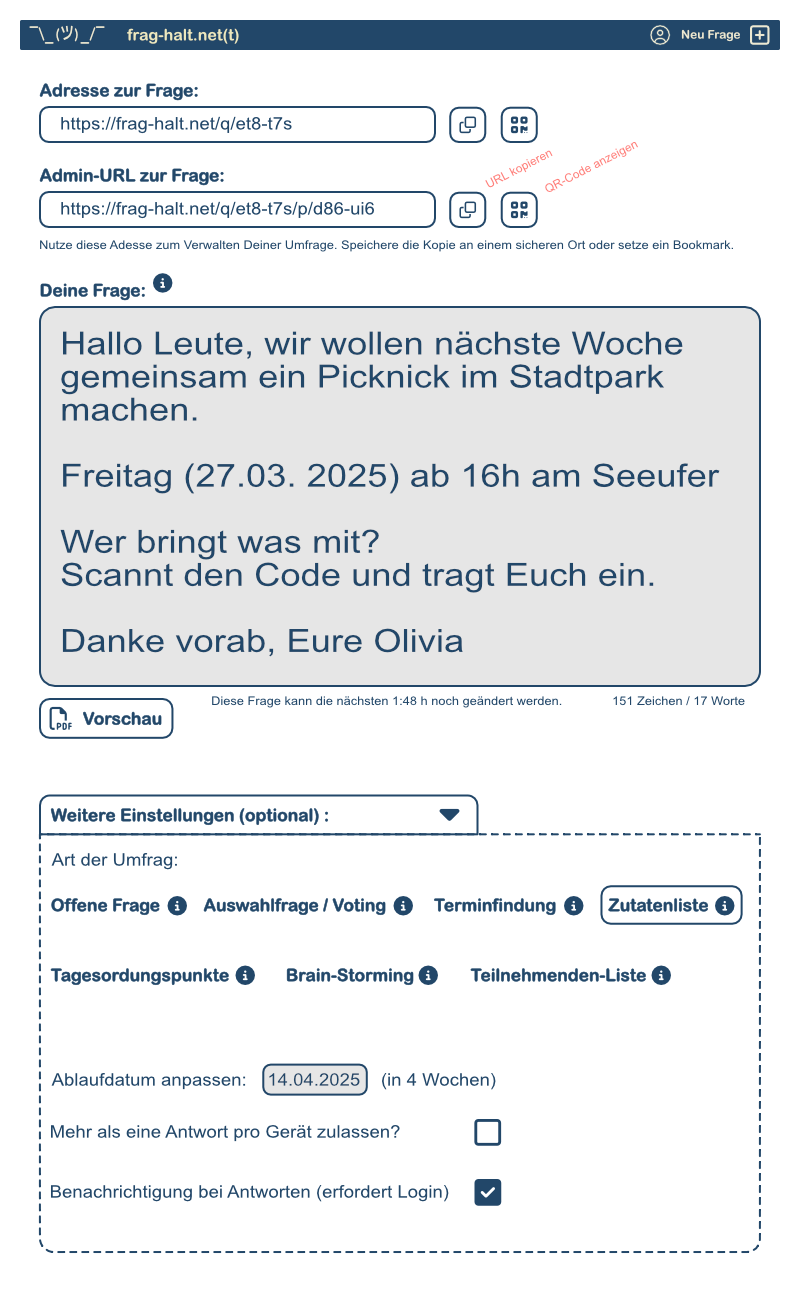 ¯\_(ツ)_/¯ frag-halt.net(t) Neu Frage
Adresse zur Frage:
https://frag-halt.net/q/et8-t7s
URL kopieren
QR-Code anzeigen
Admin-URL zur Frage:
https://frag-halt.net/q/et8-t7s/p/d86-ui6
Nutze diese Adesse zum Verwalten Deiner Umfrage. Speichere die Kopie an einem sicheren Ort oder setze ein Bookmark.
Deine Frage:
Hallo Leute, wir wollen nächste Woche
gemeinsam ein Picknick im Stadtpark
machen.
Freitag (27.03. 2025) ab 16h am Seeufer
Wer bringt was mit?
Scannt den Code und tragt Euch ein.
Danke vorab, Eure Olivia
PDF Vorschau
Diese Frage kann die nächsten 1:48 h noch geändert werden.
151 Zeichen / 17 Worte
Weitere Einstellungen (optional) :
Art der Umfrag:
Offene Frage Auswahlfrage / Voting Terminfindung Zutatenliste
Tagesordungspunkte Brain-Storming Teilnehmenden-Liste
Ablaufdatum anpassen: 14.04.2025 (in 4 Wochen)
Mehr als eine Antwort pro Gerät zulassen?
Benachrichtigung bei Antworten (erfordert Login)